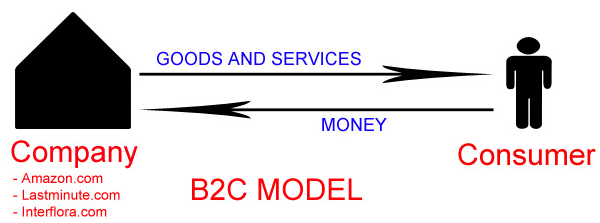 GOODS AND SERVICES
MONEY
Company
- Amazon.com
- Lastminute.com
- Interflora.com
B2C MODEL
Consumer